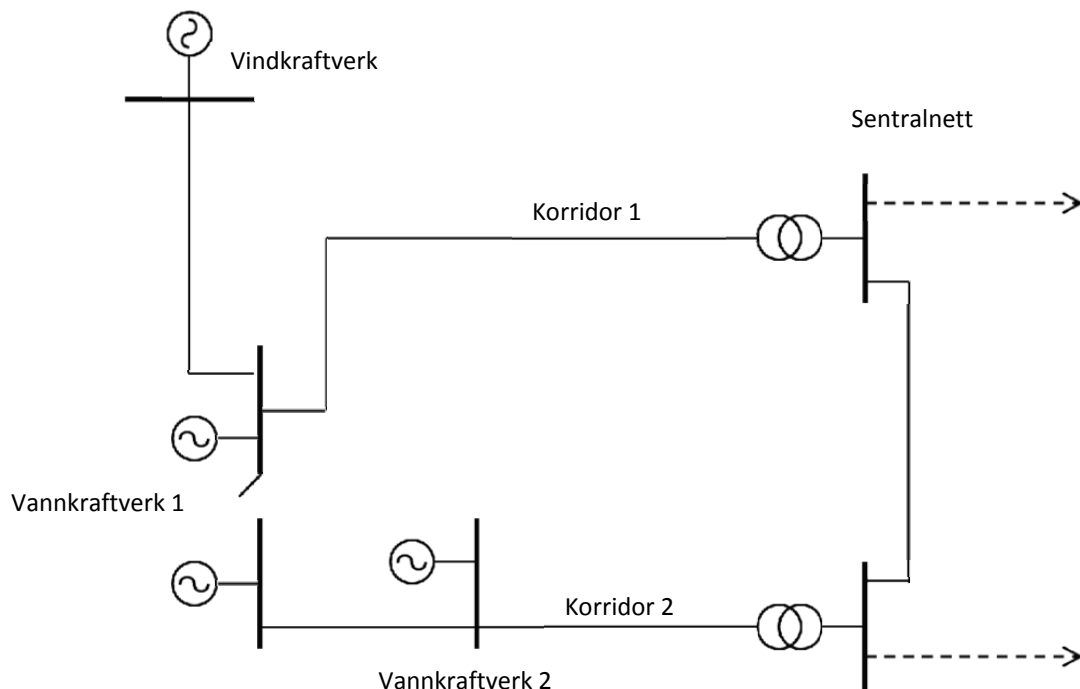 Vindkraftverk
Sentralnett
Korridor 1
Vannkraftverk 1
Korridor 2
Vannkraftverk 2